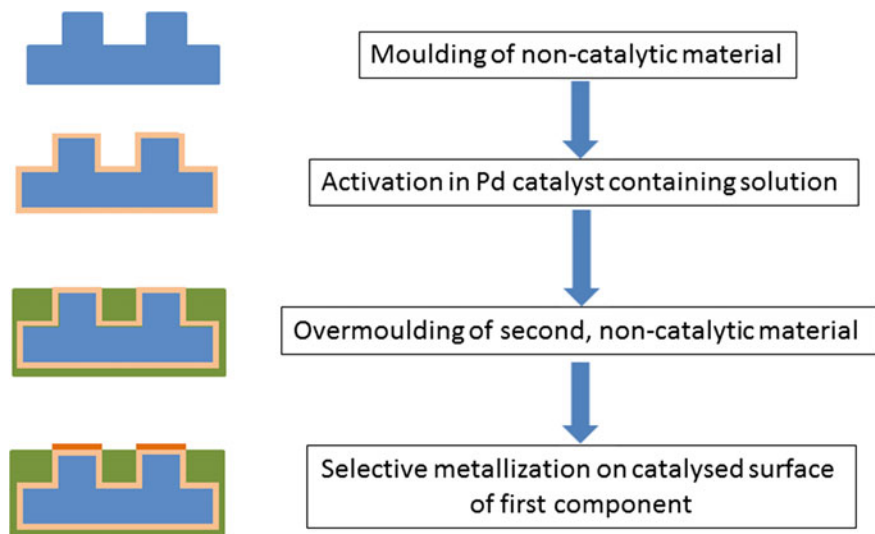 Moulding of non-catalytic material
Activation in Pd catalyst containing solution
Overmoulding of second, non-catalytic material
Selective metallization on catalysed surface
of first component